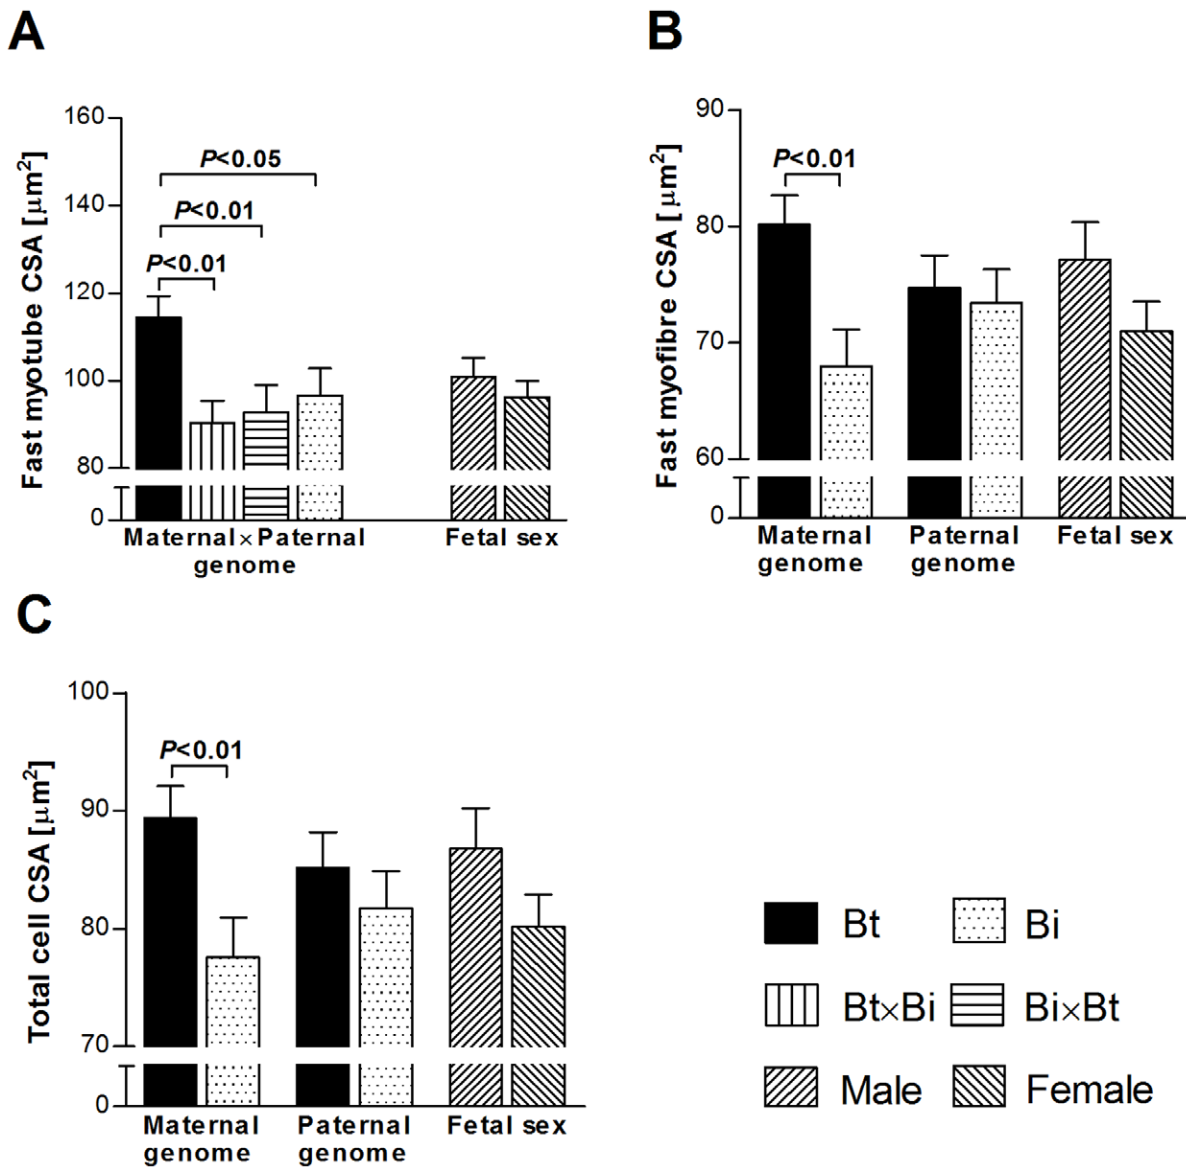 A
Fast myotube CSA [μm²]
160
140
120
100
80
0
P<0.05
P<0.01
P<0.01
Maternal×Paternal
genome
Fetal sex
B
Fast myofibre CSA [μm²]
90
80
70
60
0
P<0.01
Maternal
genome
Paternal
genome
Fetal sex
C
Total cell CSA [μm²]
100
90
80
70
0
P<0.01
Maternal
genome
Paternal
genome
Fetal sex
Bt
Bi
Bt×Bi
Bi×Bt
Male
Female